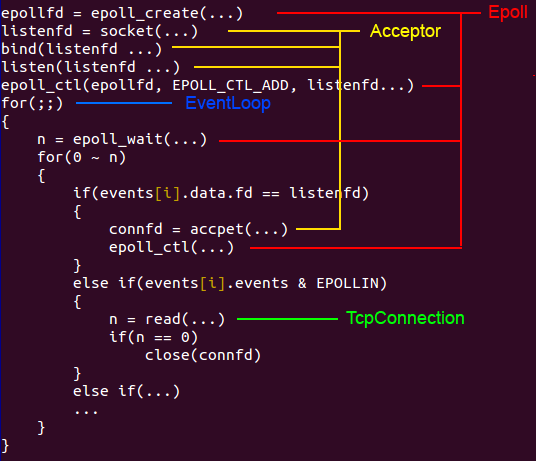 epollfd = epoll_create(...) Epoll
listenfd = socket(...) Acceptor
bind(listenfd ...)
listen(listenfd ...)
epoll_ctl(epollfd, EPOLL_CTL_ADD, listenfd...)
for(;;) EventLoop
{
n = epoll_wait(...)
for(0 ~ n)
{
if(events[i].data.fd == listenfd)
{
connfd = accpet(...)
epoll_ctl(...)
}
else if(events[i].events & EPOLLIN)
{
n = read(...) TcpConnection
if(n == 0)
close(connfd)
}
else if(...)
...
}
}